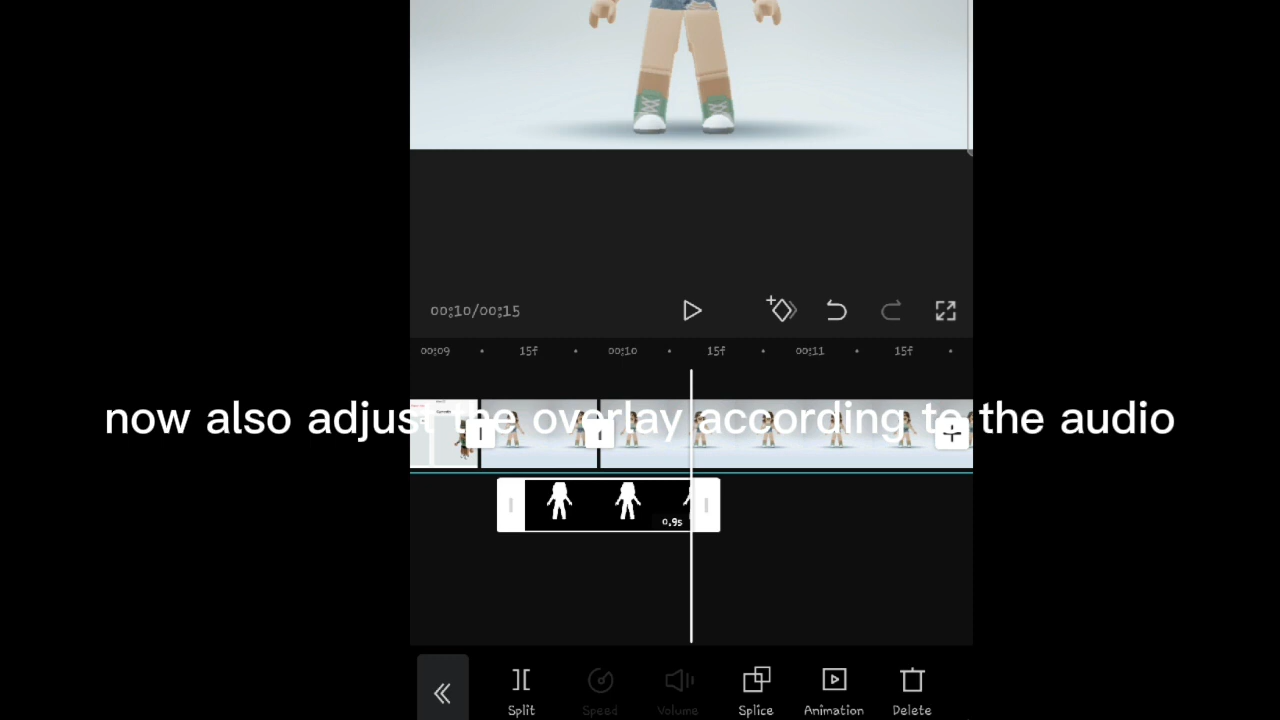 00:10/00:15
00:09 15f 00:10 15f 00:11 15f
now also adjust the overlay according to the audio
0.9s
Split Speed Volume Splice Animation Delete